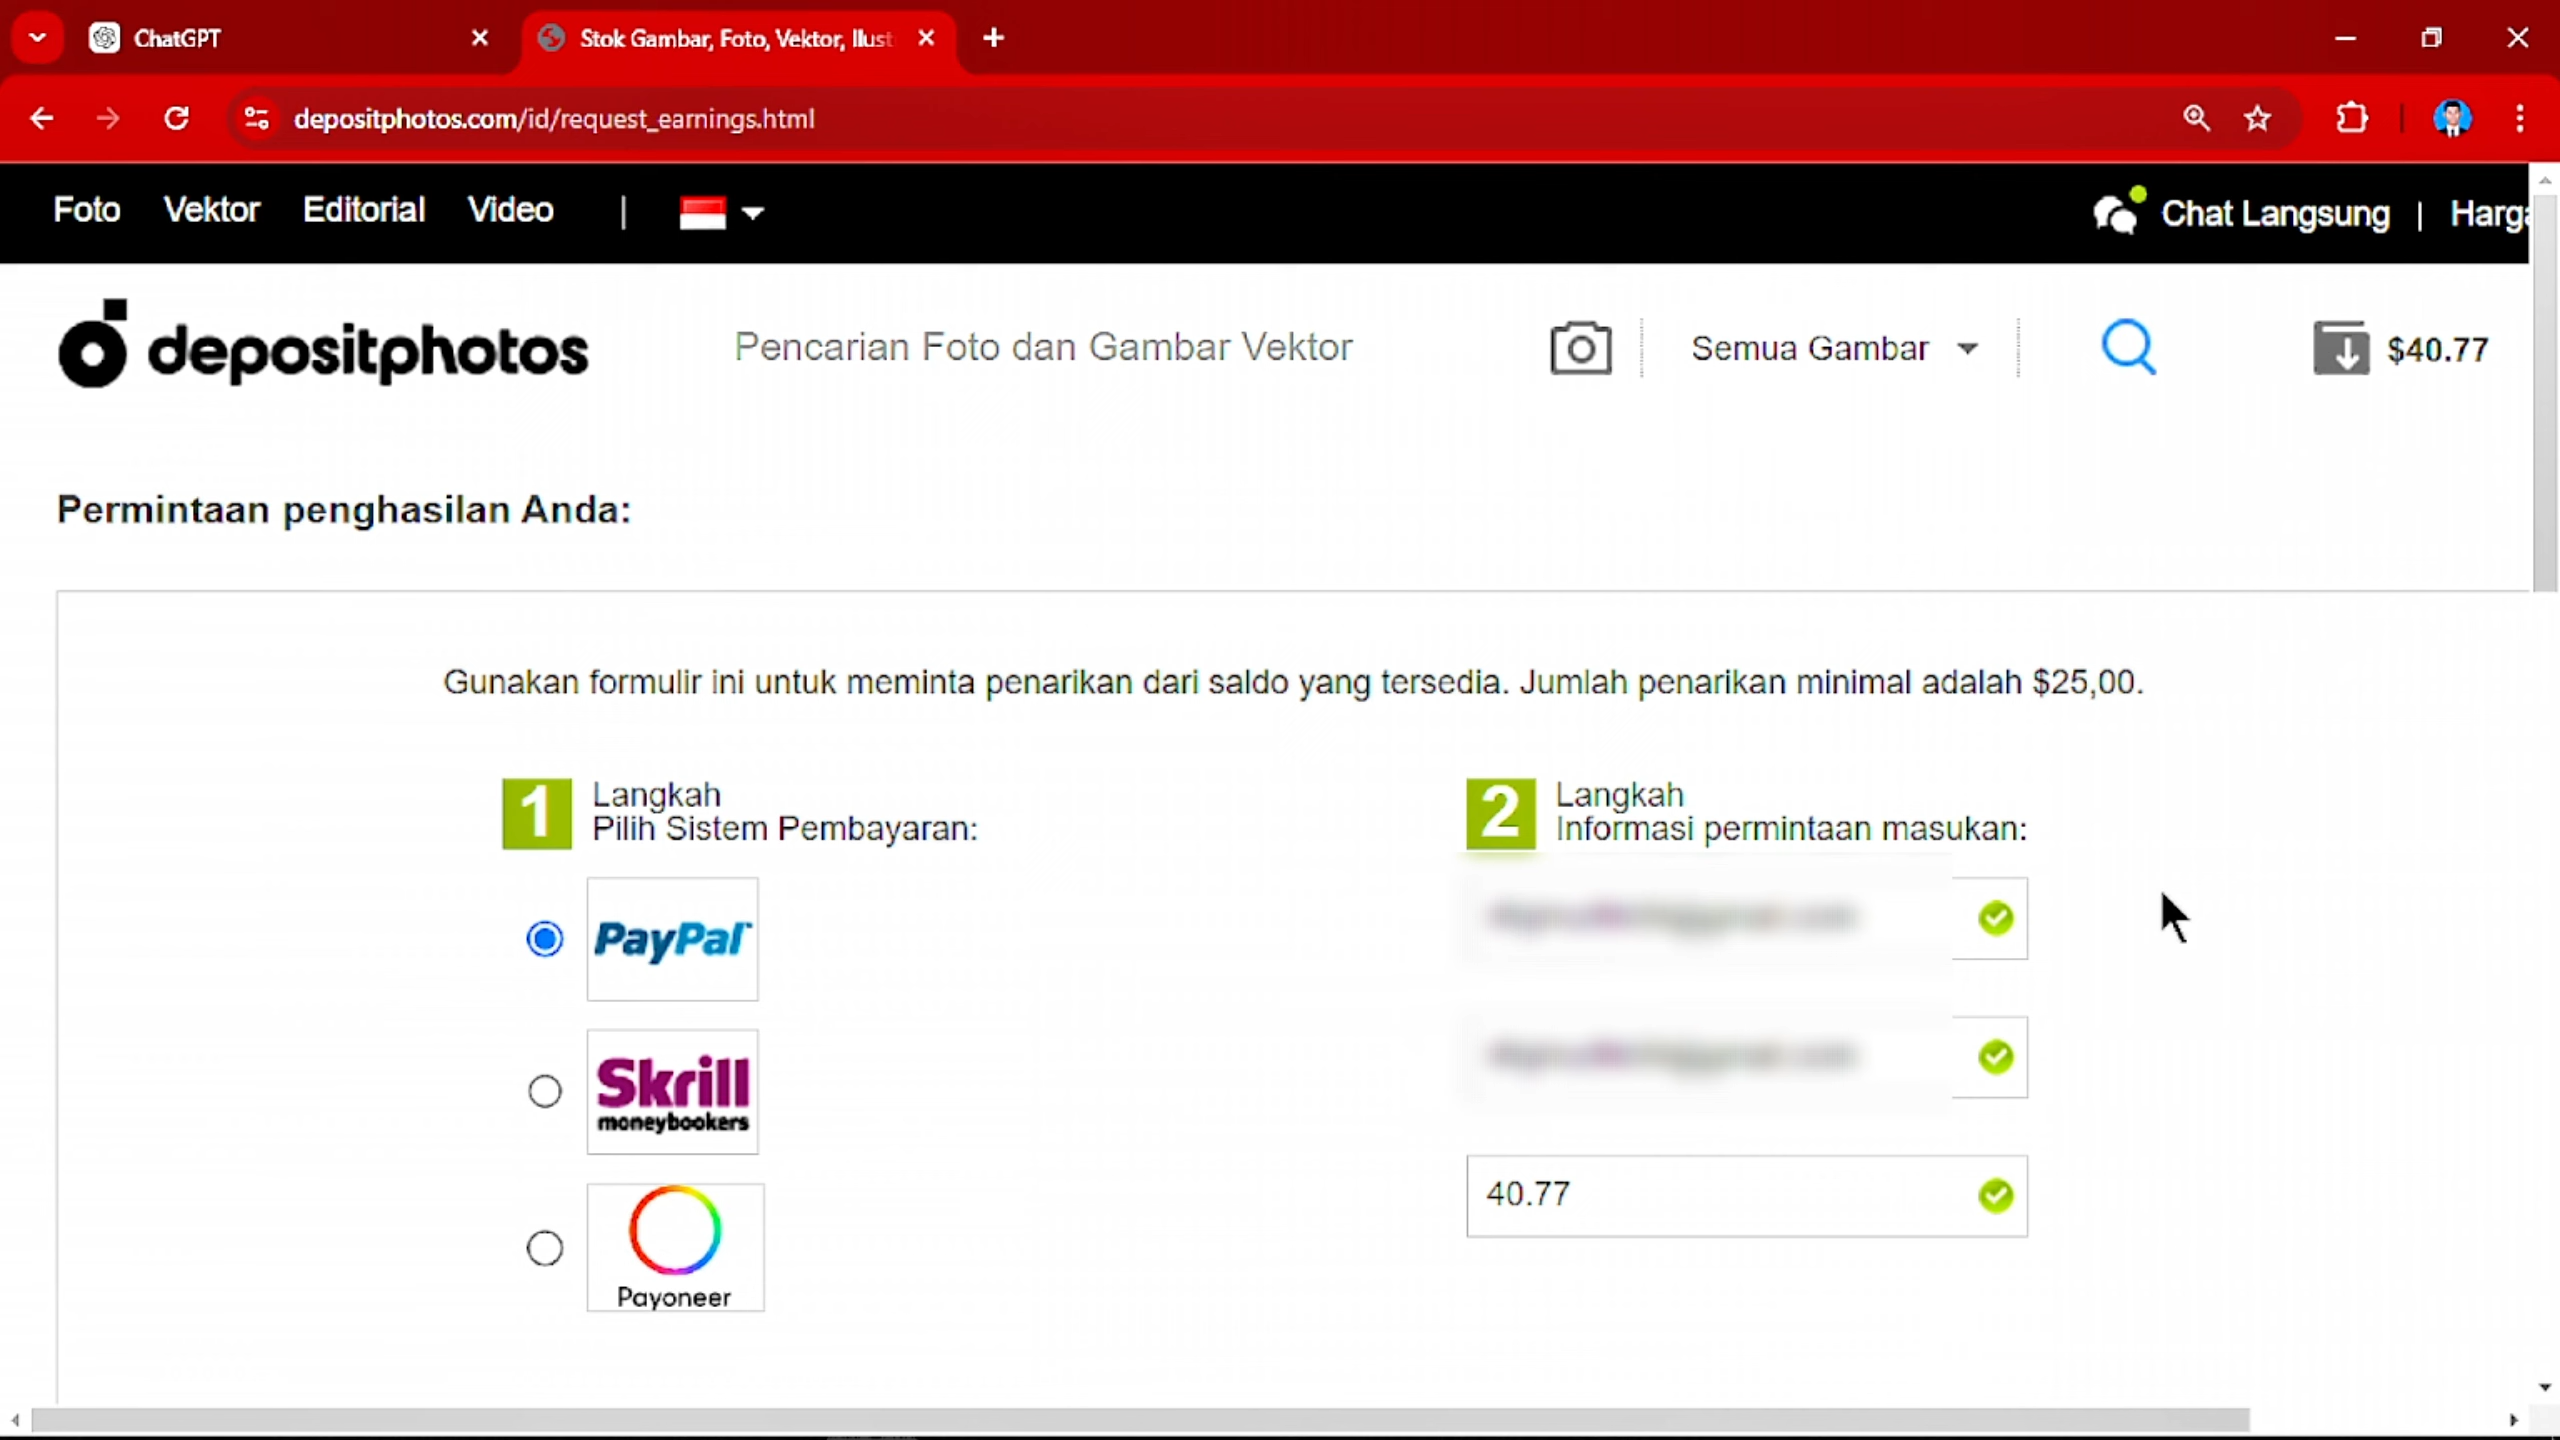 ChatGPT
Stok Gambar, Foto, Vektor, Ilust
depositphotos.com/id/request_earnings.html
Foto Vektor Editorial Video | Chat Langsung | Harga
depositphotos
Pencarian Foto dan Gambar Vektor
Semua Gambar
$40.77
Permintaan penghasilan Anda:
Gunakan formulir ini untuk meminta penarikan dari saldo yang tersedia. Jumlah penarikan minimal adalah $25,00.
1 Langkah
Pilih Sistem Pembayaran:
PayPal
Skrill
moneybookers
Payoneer
2 Langkah
Informasi permintaan masukan:
40.77